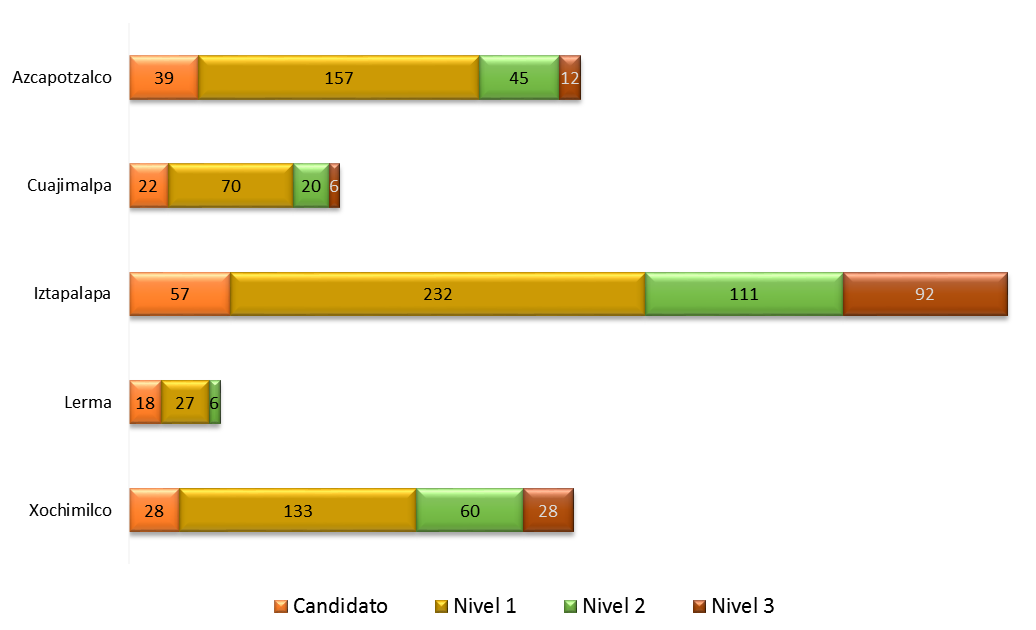 Azcapotzalco 39 157 45 12
Cuajimalpa 22 70 20 6
Iztapalapa 57 232 111 92
Lerma 18 27 6
Xochimilco 28 133 60 28
Candidato Nivel 1 Nivel 2 Nivel 3